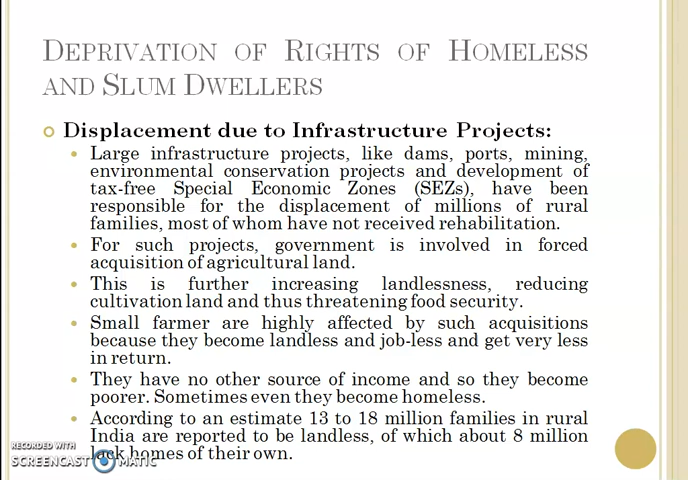 DEPRIVATION OF RIGHTS OF HOMELESS
AND SLUM DWELLERS
Displacement due to Infrastructure Projects:
Large infrastructure projects, like dams, ports, mining,
environmental conservation projects and development of
tax-free Special Economic Zones (SEZs), have been
responsible for the displacement of millions of rural
families, most of whom have not received rehabilitation.
For such projects, government is involved in forced
acquisition of agricultural land.
This is further increasing landlessness, reducing
cultivation land and thus threatening food security.
Small farmer are highly affected by such acquisitions
because they become landless and job-less and get very less
in return.
They have no other source of income and so they become
poorer. Sometimes even they become homeless.
According to an estimate 13 to 18 million families in rural
India are reported to be landless, of which about 8 million
lack homes of their own.
RECORDED WITH
SCREENCAST MATIC